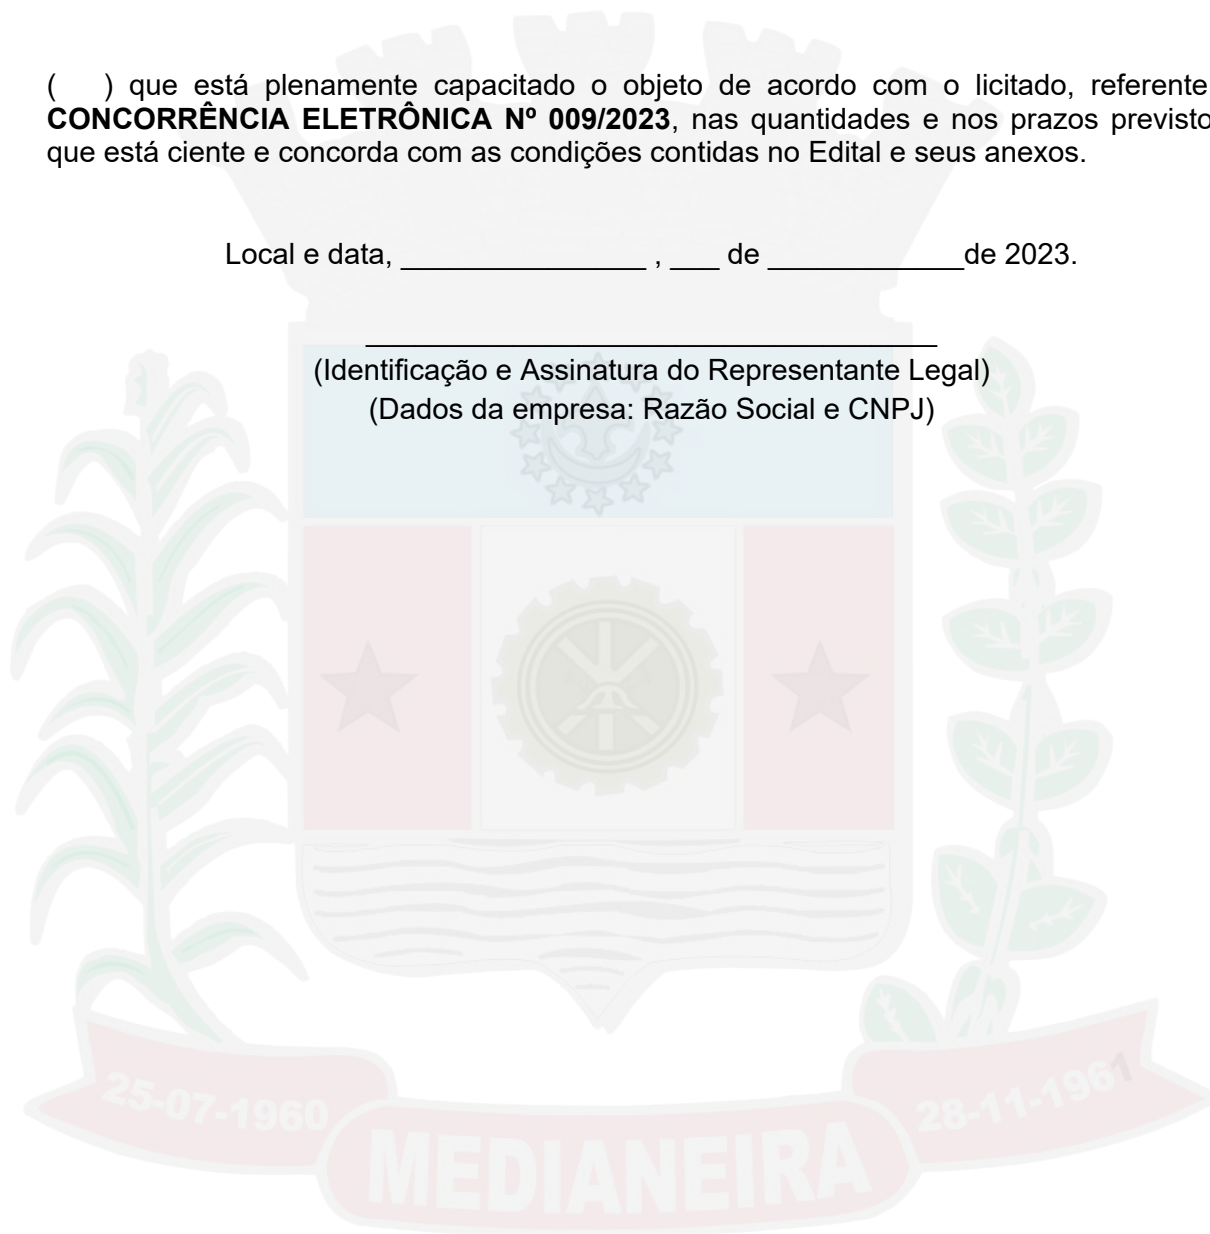 ( ) que está plenamente capacitado o objeto de acordo com o licitado, referente
CONCORRÊNCIA ELETRÔNICA Nº 009/2023, nas quantidades e nos prazos previsto
que está ciente e concorda com as condições contidas no Edital e seus anexos.
Local e data, _______________ , ___ de ____________de 2023.
___________________________________
(Identificação e Assinatura do Representante Legal)
(Dados da empresa: Razão Social e CNPJ)
25-07-1960
28-11-1961
MEDIANEIRA